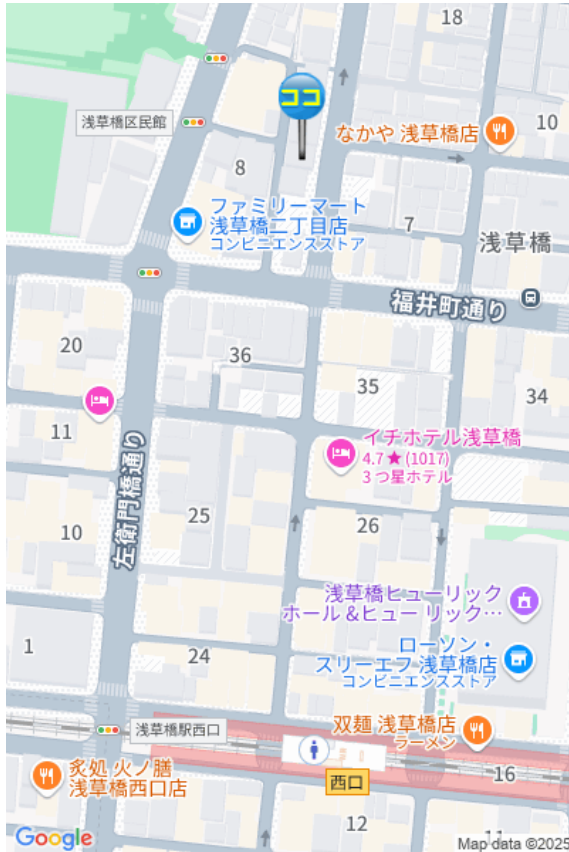 18
ココ
浅草橋区民館
なかや 浅草橋店
10
8
ファミリーマート
浅草橋二丁目店
コンビニエンスストア
7
浅草橋
福井町通り
20
36
35
34
11
イチホテル浅草橋
4.7★(1017)
3 つ星ホテル
左衛門橋通り
25
26
10
浅草橋ヒューリック
ホール &ヒュー リック…
1
ローソン・
スリーエフ 浅草橋店
コンビニエンスストア
24
浅草橋駅西口
双麺 浅草橋店
ラーメン
炙処 火ノ膳
浅草橋西口店
西口
16
12
11
Google
Map data ©2025